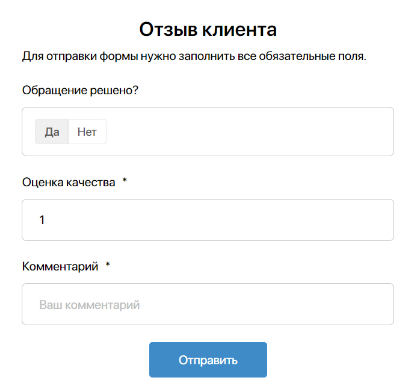 Отзыв клиента
Для отправки формы нужно заполнить все обязательные поля.
Обращение решено?
Да Нет
Оценка качества *
1
Комментарий *
Ваш комментарий
Отправить